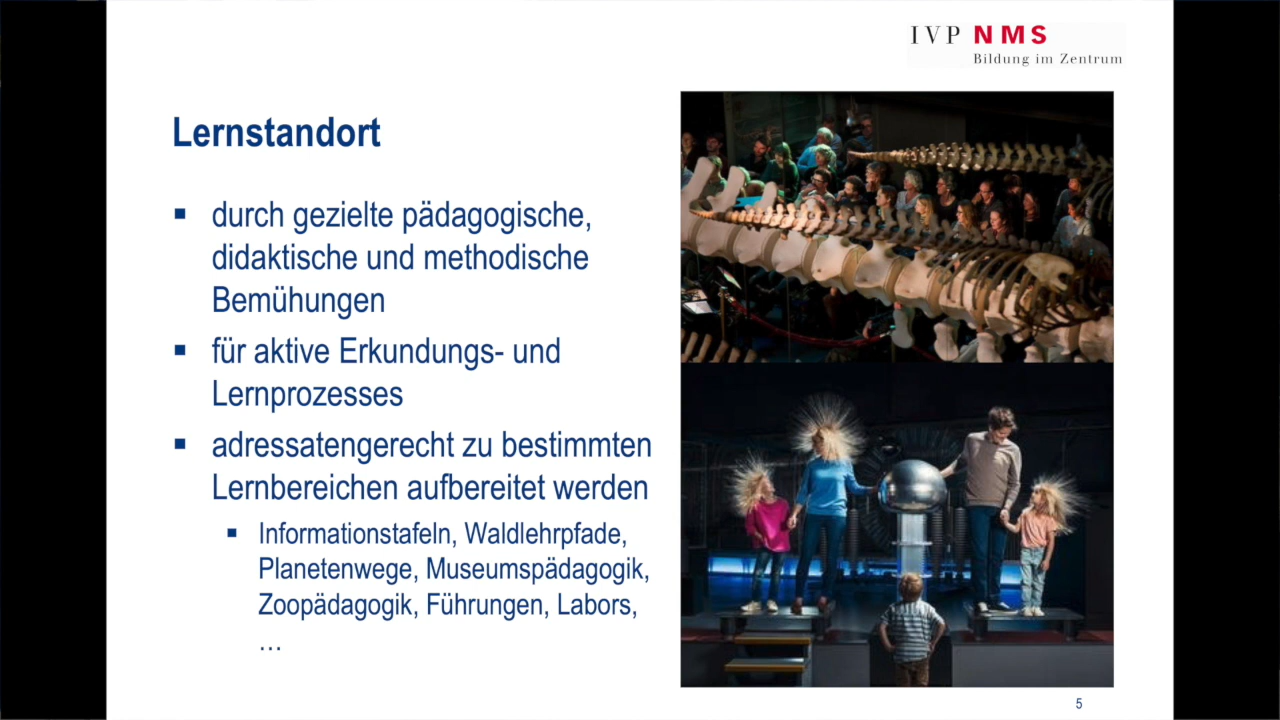 IVP NMS
Bildung im Zentrum
Lernstandort
▪ durch gezielte pädagogische,
didaktische und methodische
Bemühungen
▪ für aktive Erkundungs- und
Lernprozesses
▪ adressatengerecht zu bestimmten
Lernbereichen aufbereitet werden
▪ Informationstafeln, Waldlehrpfade,
Planetenwege, Museumspädagogik,
Zoopädagogik, Führungen, Labors,
…
5